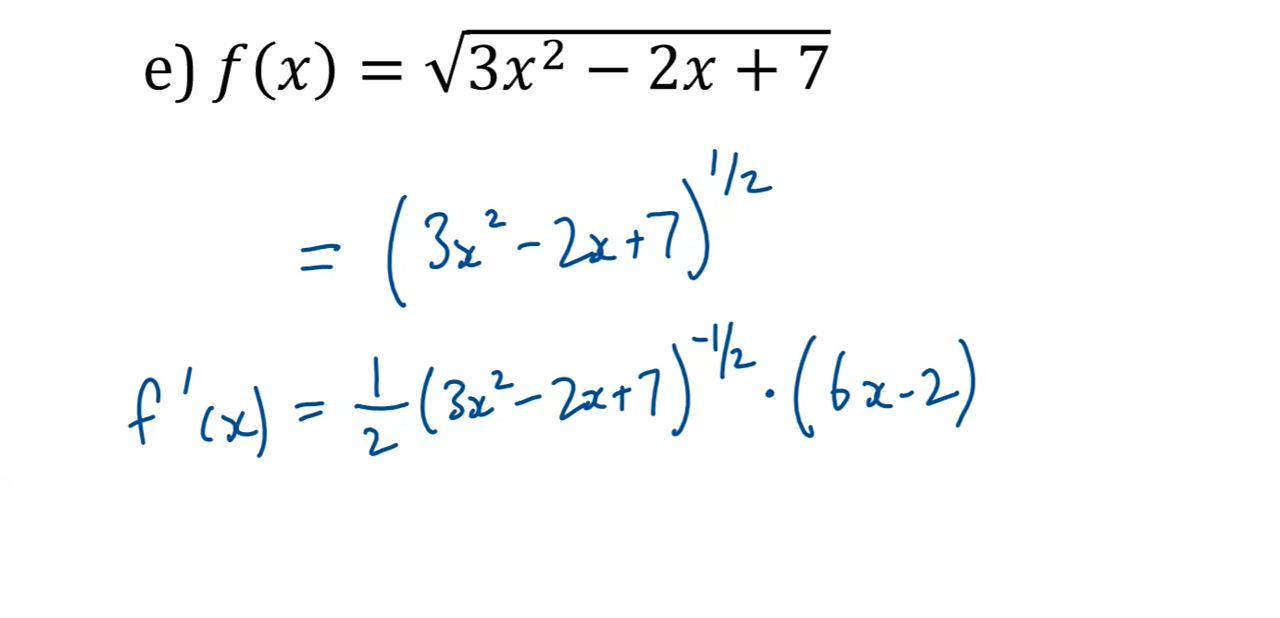 e) f(x) = √3x² − 2x + 7
= (3x² - 2x + 7)^1/2
f'(x) = 1/2 (3x² - 2x + 7)^-1/2 · (6x - 2)